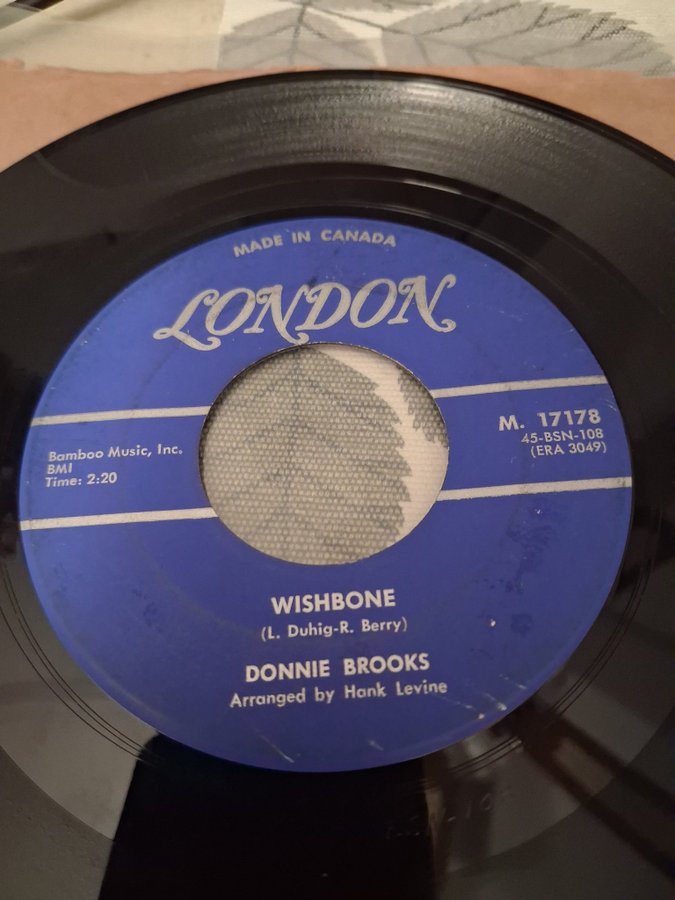 MADE IN CANADA
LONDON
M. 17178
45-BSN-108
(ERA 3049)
Bamboo Music, Inc.
BMI
Time: 2:20
WISHBONE
(L. Duhig-R. Berry)
DONNIE BROOKS
Arranged by Hank Levine